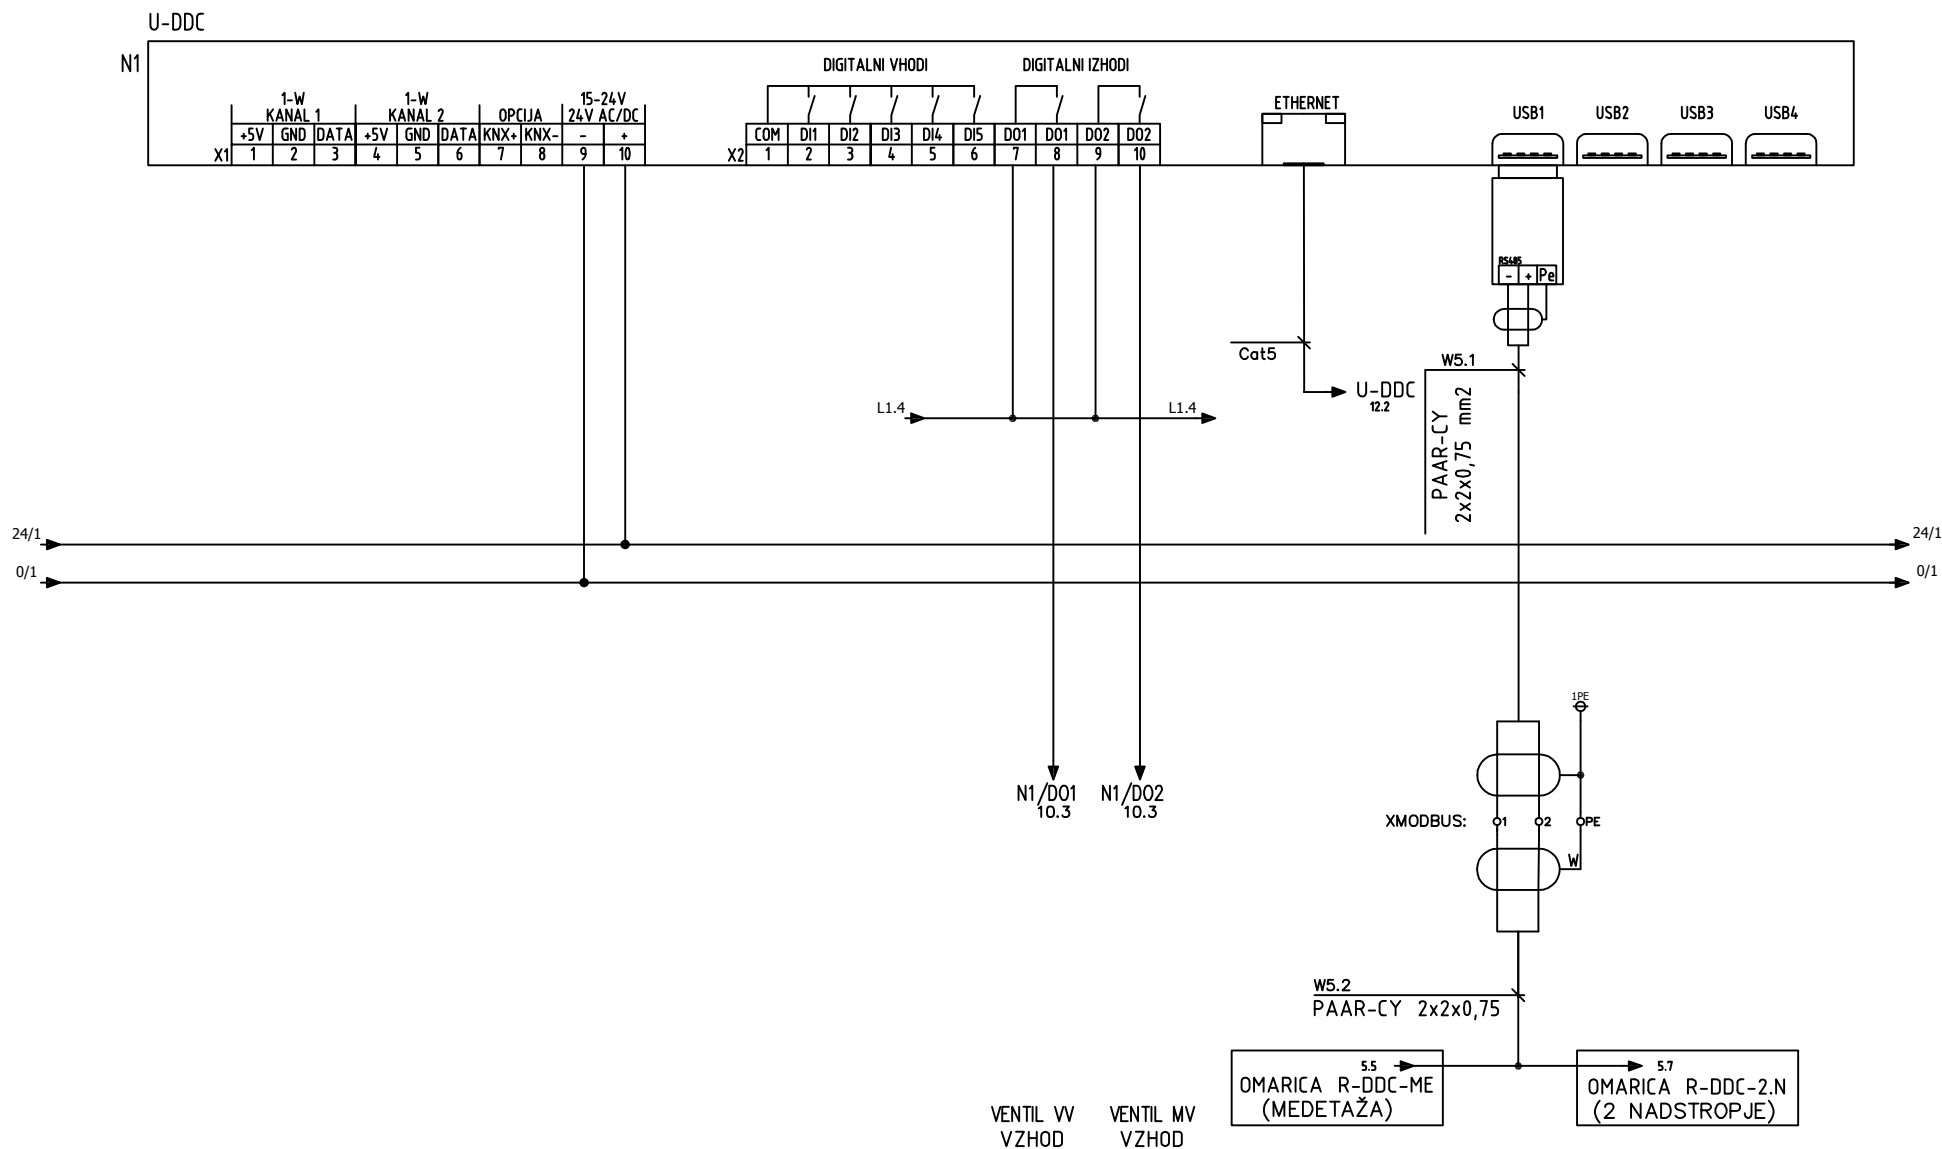 U-DDC
N1
DIGITALNI VHODI
DIGITALNI IZHODI
1-W
KANAL 1
1-W
KANAL 2
OPCIJA
15-24V
24V AC/DC
ETHERNET
USB1
USB2
USB3
USB4
+5V GND DATA +5V GND DATA KNX+ KNX- - +
X1 1 2 3 4 5 6 7 8 9 10
COM DI1 DI2 DI3 DI4 DI5 DO1 DO1 DO2 DO2
X2 1 2 3 4 5 6 7 8 9 10
RS485
- + Pe
Cat5
W5.1
U-DDC
12.2
PAAR-CY
2x2x0,75 mm2
L1.4
L1.4
24/1
24/1
0/1
0/1
1PE
N1/DO1
10.3
N1/DO2
10.3
XMODBUS: 1 2 PE
W
W5.2
PAAR-CY 2x2x0,75
5.5
OMARICA R-DDC-ME
(MEDETAŽA)
5.7
OMARICA R-DDC-2.N
(2 NADSTROPJE)
VENTIL VV
VZHOD
VENTIL MV
VZHOD